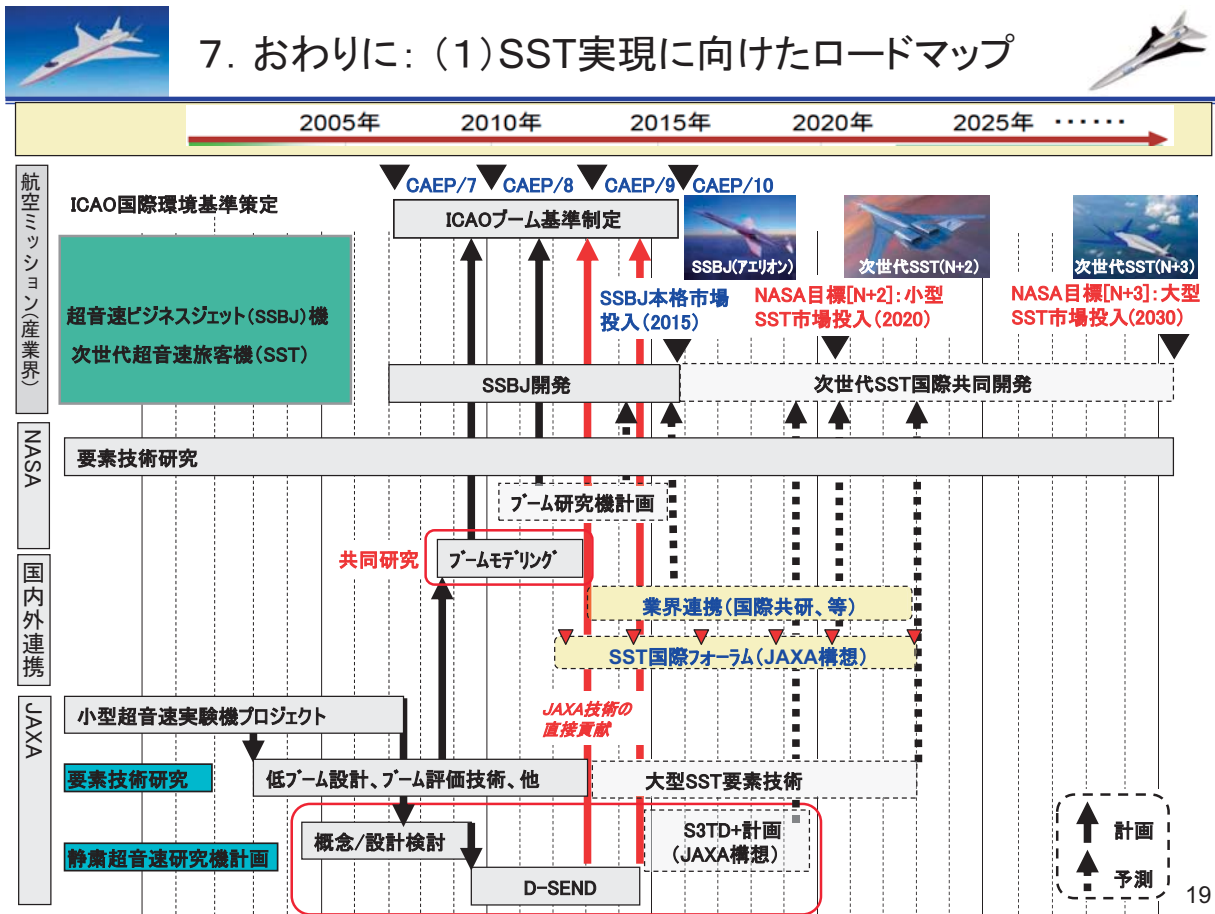 7．おわりに：（1）SST実現に向けたロードマップ
2005年
2010年
2015年
2020年
2025年 ……
航空ミッション（産業界）
ICAO国際環境基準策定
CAEP/7
CAEP/8
CAEP/9
CAEP/10
ICAOブーム基準制定
超音速ビジネスジェット（SSBJ）機
次世代超音速旅客機（SST）
SSBJ(アエリオン)
次世代SST(N+2)
次世代SST(N+3)
SSBJ本格市場
投入（2015）
NASA目標[N+2]：小型
SST市場投入（2020）
NASA目標[N+3]：大型
SST市場投入(2030)
SSBJ開発
次世代SST国際共同開発
NASA
要素技術研究
ブーム研究機計画
国内外連携
共同研究
ブームモデリング
業界連携（国際共研、等）
SST国際フォーラム（JAXA構想）
JAXA
小型超音速実験機プロジェクト
JAXA技術の
直接貢献
要素技術研究
低ブーム設計、ブーム評価技術、他
大型SST要素技術
静粛超音速研究機計画
概念/設計検討
S3TD+計画
（JAXA構想）
D-SEND
計画
予測
19